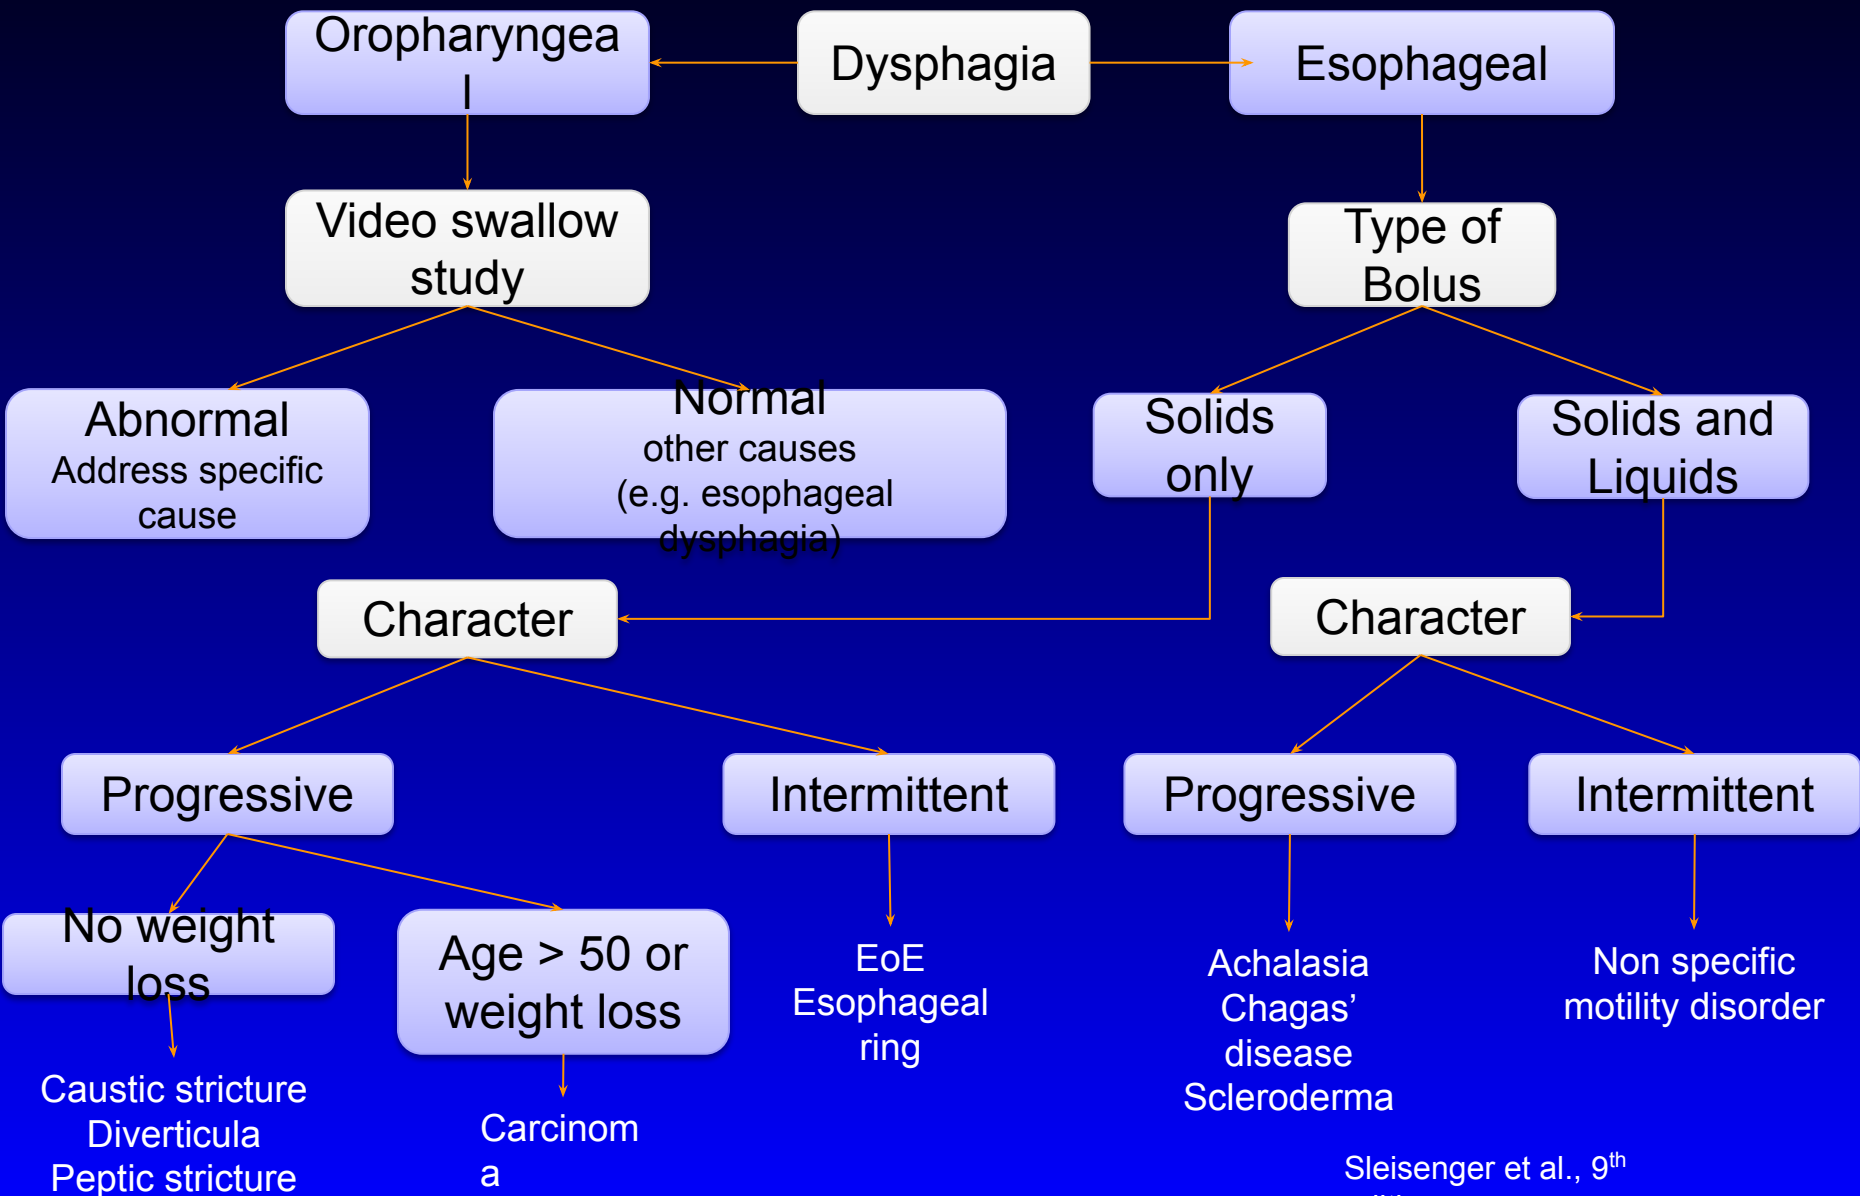 Oropharyngea
l
Dysphagia
Esophageal
Video swallow
study
Type of
Bolus
Abnormal
Address specific
cause
Normal
other causes
(e.g. esophageal
dysphagia)
Solids
only
Solids and
Liquids
Character
Character
Progressive
Intermittent
Progressive
Intermittent
No weight
loss
Age > 50 or
weight loss
EoE
Esophageal
ring
Achalasia
Chagas’
disease
Scleroderma
Non specific
motility disorder
Caustic stricture
Diverticula
Peptic stricture
Carcinom
a
Sleisenger et al., 9th